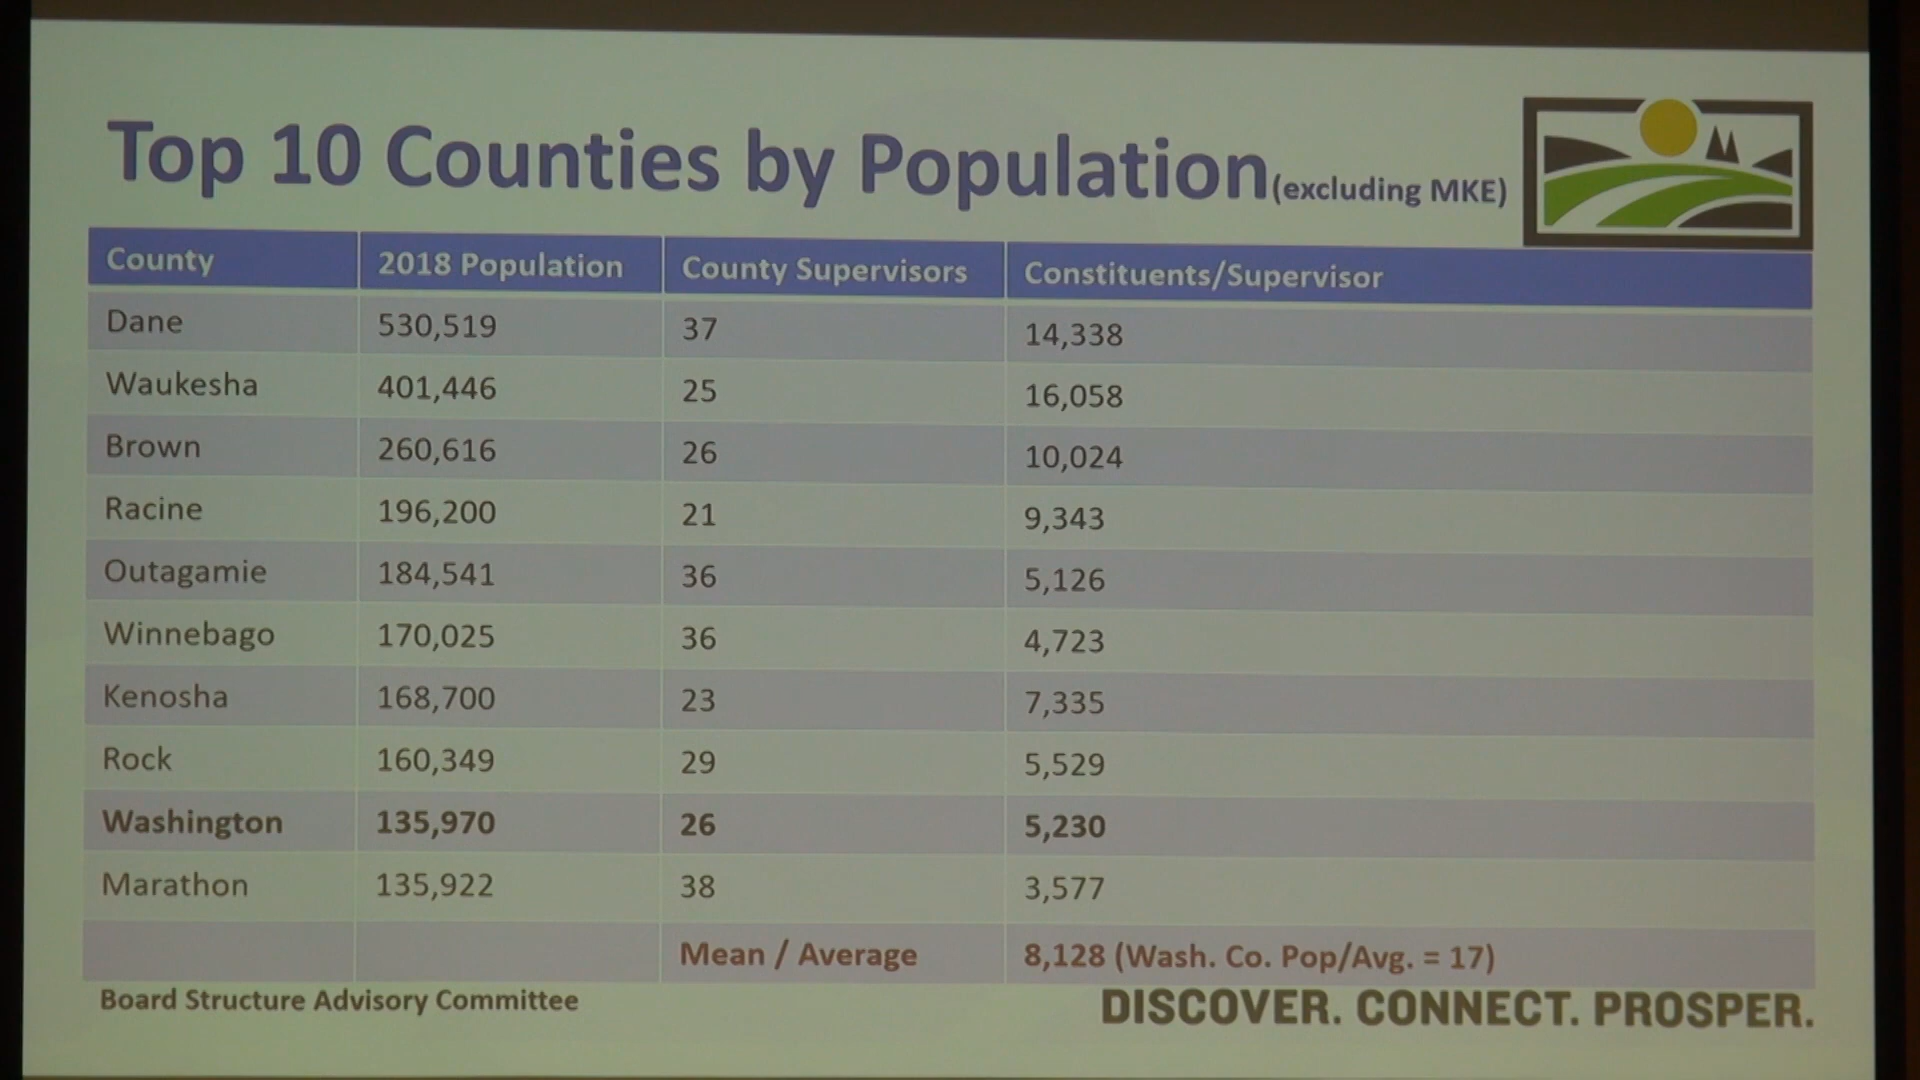 Top 10 Counties by Population(excluding MKE)
County 2018 Population County Supervisors Constituents/Supervisor
Dane 530,519 37 14,338
Waukesha 401,446 25 16,058
Brown 260,616 26 10,024
Racine 196,200 21 9,343
Outagamie 184,541 36 5,126
Winnebago 170,025 36 4,723
Kenosha 168,700 23 7,335
Rock 160,349 29 5,529
Washington 135,970 26 5,230
Marathon 135,922 38 3,577
Mean / Average 8,128 (Wash. Co. Pop/Avg. = 17)
Board Structure Advisory Committee
DISCOVER. CONNECT. PROSPER.